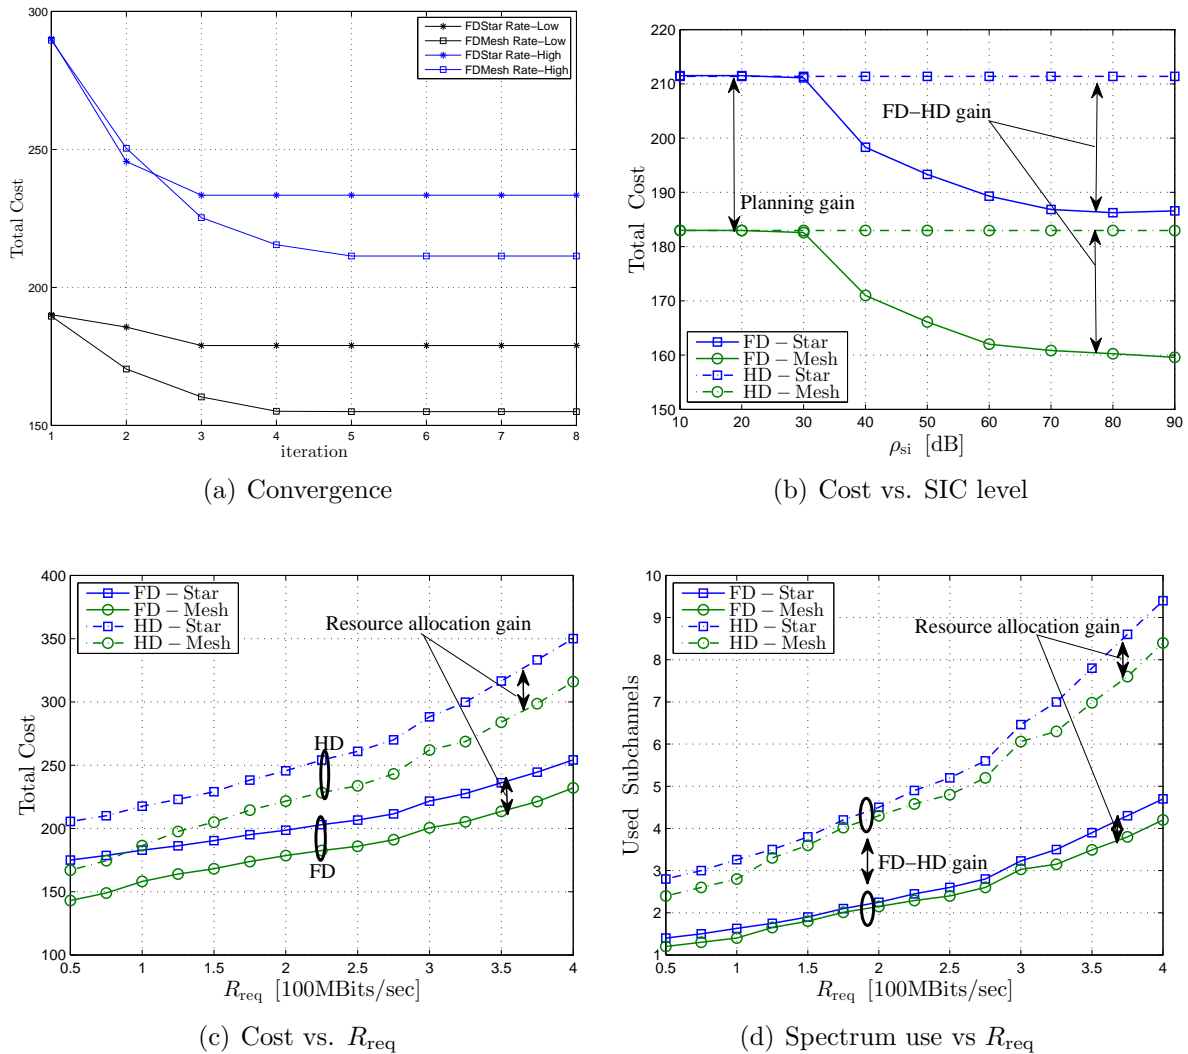 300
250
200
150
Total Cost
1 2 3 4 5 6 7 8
iteration
FDStar Rate-Low
FDMesh Rate-Low
FDStar Rate-High
FDMesh Rate-High
(a) Convergence
220
210
200
190
180
170
160
150
Total Cost
10 20 30 40 50 60 70 80 90
ρsi [dB]
FD-HD gain
Planning gain
FD - Star
FD - Mesh
HD - Star
HD - Mesh
(b) Cost vs. SIC level
400
350
300
250
200
150
100
Total Cost
0.5 1 1.5 2 2.5 3 3.5 4
Rreq [100MBits/sec]
FD - Star
FD - Mesh
HD - Star
HD - Mesh
Resource allocation gain
HD
FD
(c) Cost vs. Rreq
10
9
8
7
6
5
4
3
2
1
Used Subchannels
0.5 1 1.5 2 2.5 3 3.5 4
Rreq [100MBits/sec]
FD - Star
FD - Mesh
HD - Star
HD - Mesh
Resource allocation gain
FD-HD gain
(d) Spectrum use vs Rreq